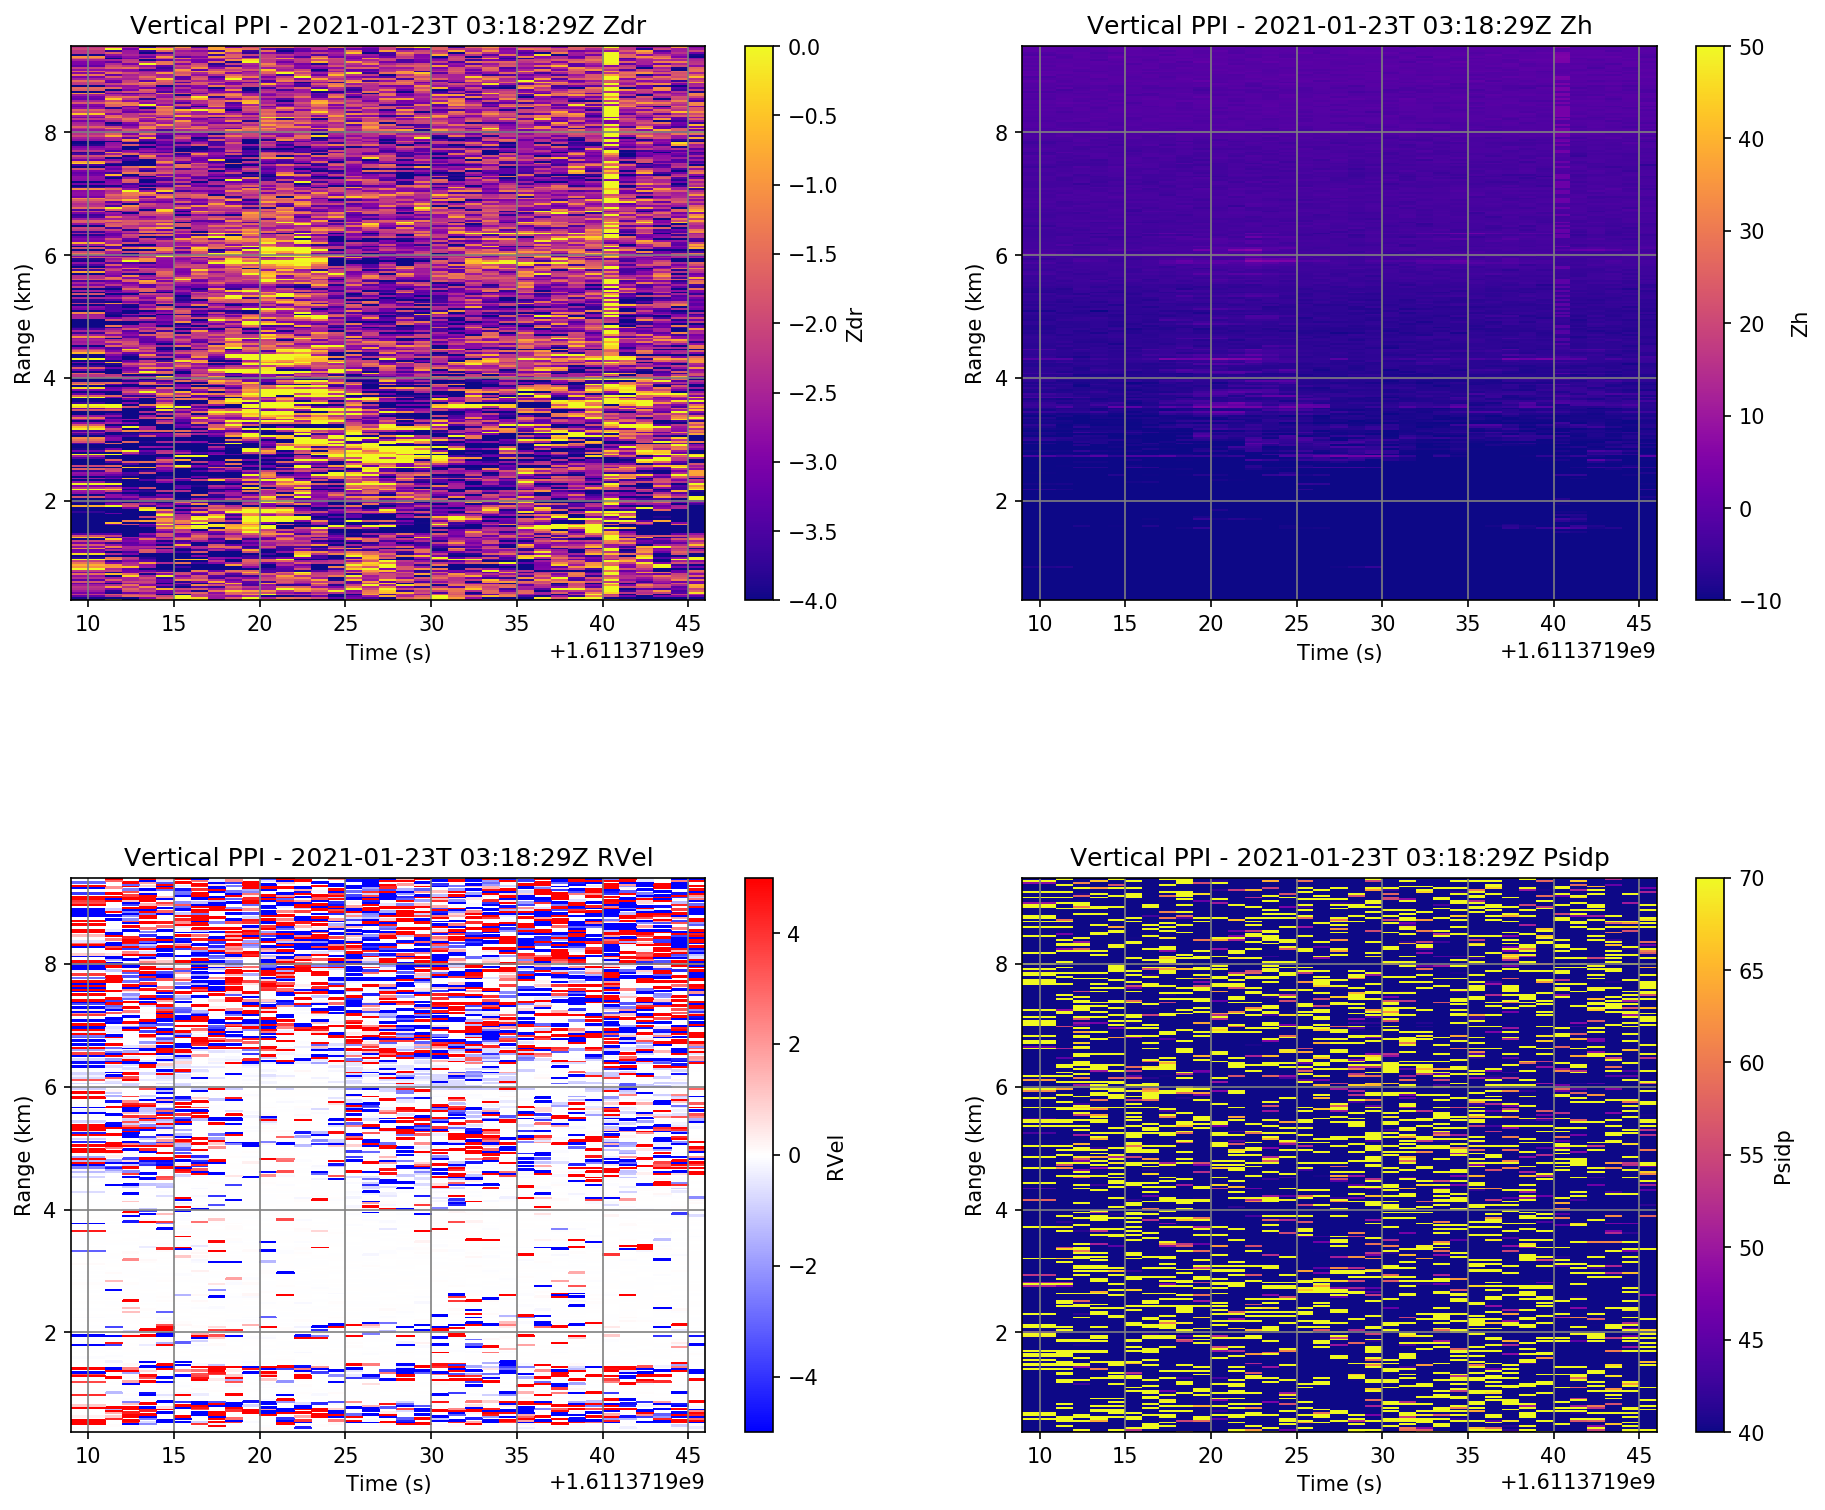 Vertical PPI - 2021-01-23T 03:18:29Z Zdr
Range (km)
8
6
4
2
10 15 20 25 30 35 40 45
Time (s)
+1.6113719e9
0.0
−0.5
−1.0
−1.5
−2.0
−2.5
−3.0
−3.5
−4.0
Zdr
Vertical PPI - 2021-01-23T 03:18:29Z Zh
Range (km)
8
6
4
2
10 15 20 25 30 35 40 45
Time (s)
+1.6113719e9
50
40
30
20
10
0
−10
Zh
Vertical PPI - 2021-01-23T 03:18:29Z RVel
Range (km)
8
6
4
2
10 15 20 25 30 35 40 45
Time (s)
+1.6113719e9
4
2
0
−2
−4
RVel
Vertical PPI - 2021-01-23T 03:18:29Z Psidp
Range (km)
8
6
4
2
10 15 20 25 30 35 40 45
Time (s)
+1.6113719e9
70
65
60
55
50
45
40
Psidp